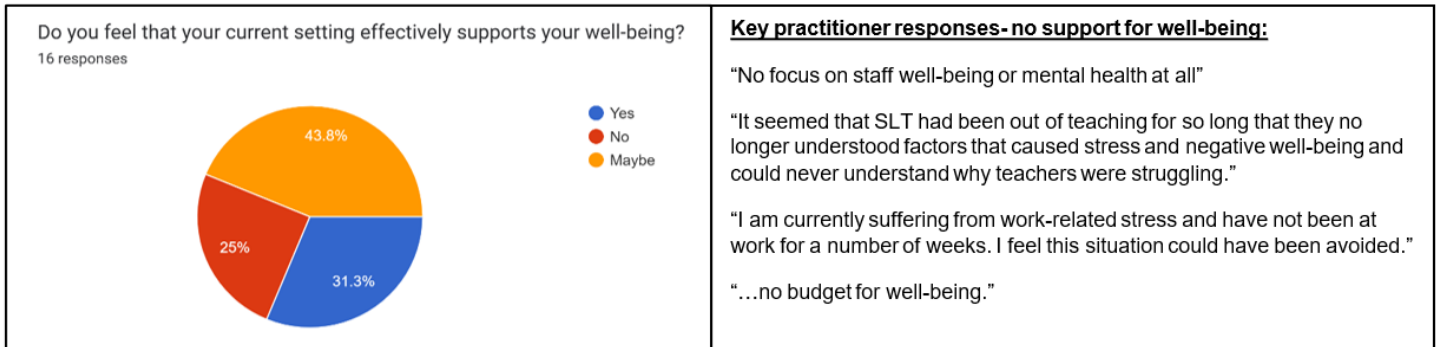 Do you feel that your current setting effectively supports your well-being?
16 responses
43.8%
25%
31.3%
Yes
No
Maybe
Key practitioner responses- no support for well-being:
“No focus on staff well-being or mental health at all”
“It seemed that SLT had been out of teaching for so long that they no
longer understood factors that caused stress and negative well-being and
could never understand why teachers were struggling.”
“I am currently suffering from work-related stress and have not been at
work for a number of weeks. I feel this situation could have been avoided.”
“…no budget for well-being.”